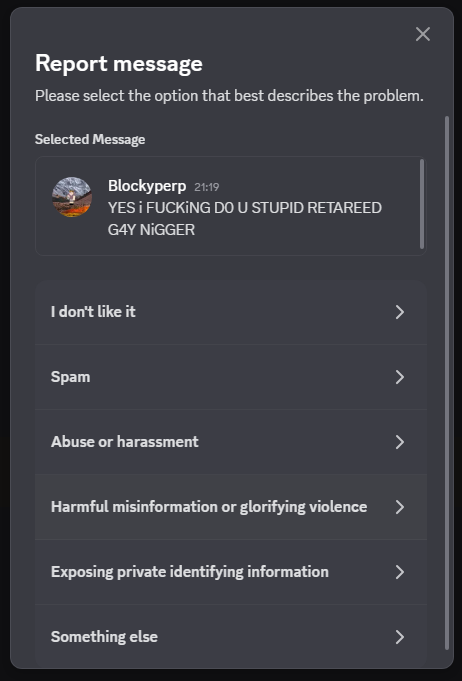 Report message
Please select the option that best describes the problem.
Selected Message
Blockyperp 21:19
YES i FUCKiNG D0 U STUPID RETAREED
G4Y NiGGER
I don't like it
Spam
Abuse or harassment
Harmful misinformation or glorifying violence
Exposing private identifying information
Something else